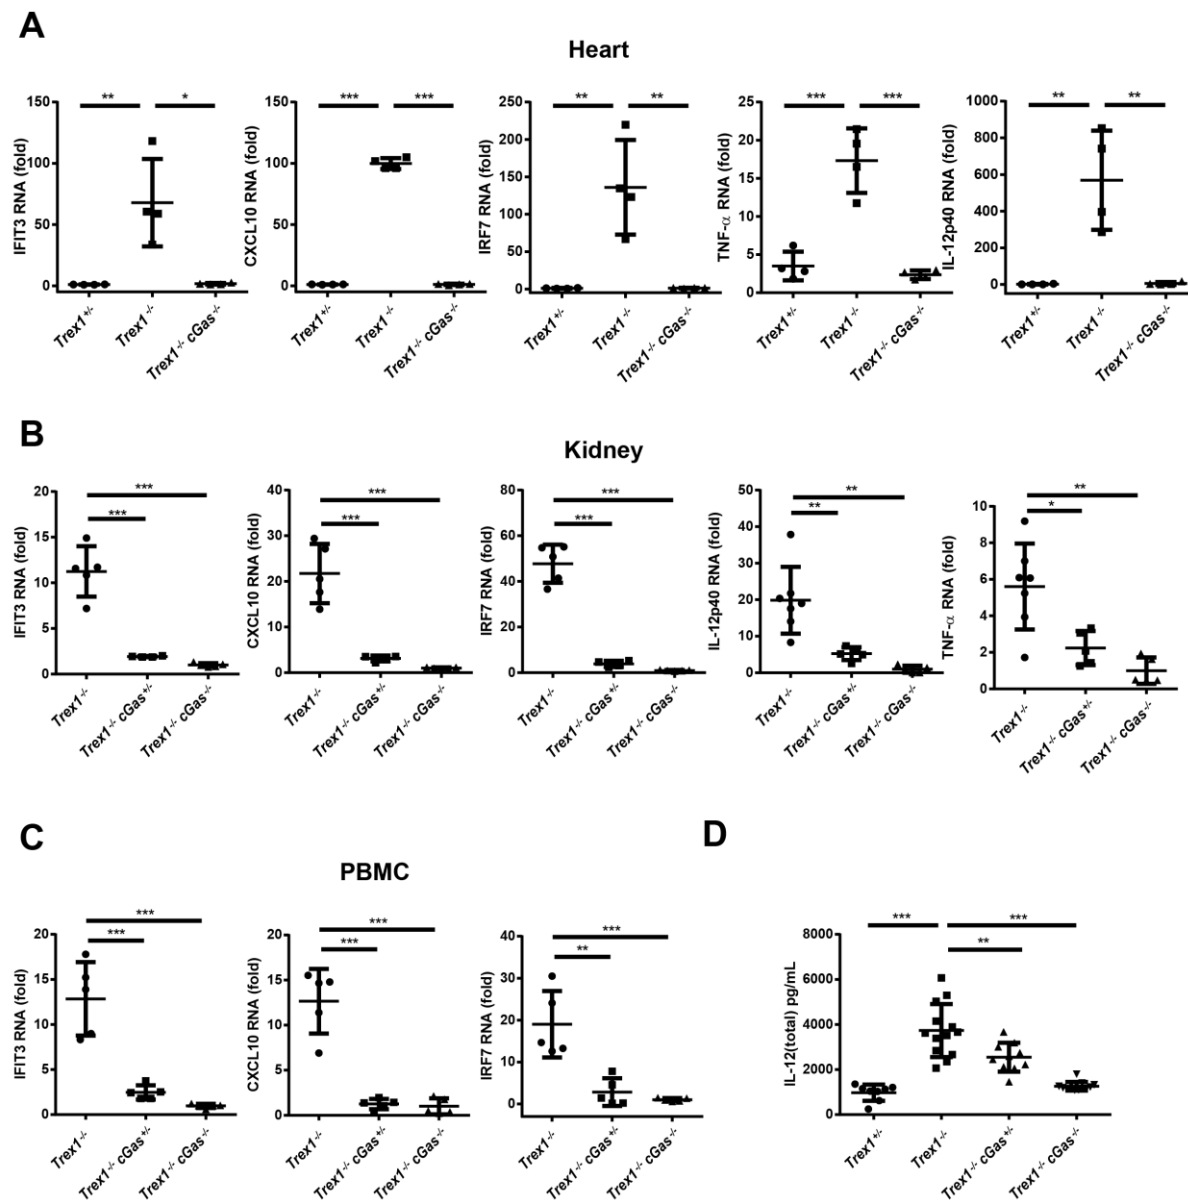 A
Heart
** *
*** ***
** **
*** ***
** **
IFIT3 RNA (fold)
150
100
50
0
Trex1+/-
Trex1-/-
Trex1-/- cGas-/-
CXCL10 RNA (fold)
150
100
50
0
Trex1+/-
Trex1-/-
Trex1-/- cGas-/-
IRF7 RNA (fold)
250
200
150
100
50
0
Trex1+/-
Trex1-/-
Trex1-/- cGas-/-
TNF-α RNA (fold)
25
20
15
10
5
0
Trex1+/-
Trex1-/-
Trex1-/- cGas-/-
IL-12p40 RNA (fold)
1000
800
600
400
200
0
Trex1+/-
Trex1-/-
Trex1-/- cGas-/-
B
Kidney
IFIT3 RNA (fold)
20
15
10
5
0
***
***
Trex1-/-
Trex1-/- cGas+/-
Trex1-/- cGas-/-
CXCL10 RNA (fold)
40
30
20
10
0
***
***
Trex1-/-
Trex1-/- cGas+/-
Trex1-/- cGas-/-
IRF7 RNA (fold)
80
60
40
20
0
***
***
Trex1-/-
Trex1-/- cGas+/-
Trex1-/- cGas-/-
IL-12p40 RNA (fold)
50
40
30
20
10
0
**
**
Trex1-/-
Trex1-/- cGas+/-
Trex1-/- cGas-/-
TNF-α RNA (fold)
10
8
6
4
2
0
**
*
Trex1-/-
Trex1-/- cGas+/-
Trex1-/- cGas-/-
C
PBMC
IFIT3 RNA (fold)
20
15
10
5
0
***
***
Trex1-/-
Trex1-/- cGas+/-
Trex1-/- cGas-/-
CXCL10 RNA (fold)
20
15
10
5
0
***
***
Trex1-/-
Trex1-/- cGas+/-
Trex1-/- cGas-/-
IRF7 RNA (fold)
40
30
20
10
0
***
**
Trex1-/-
Trex1-/- cGas+/-
Trex1-/- cGas-/-
D
IL-12(total) pg/mL
8000
6000
4000
2000
0
*** ***
**
Trex1+/-
Trex1-/-
Trex1-/- cGas+/-
Trex1-/- cGas-/-